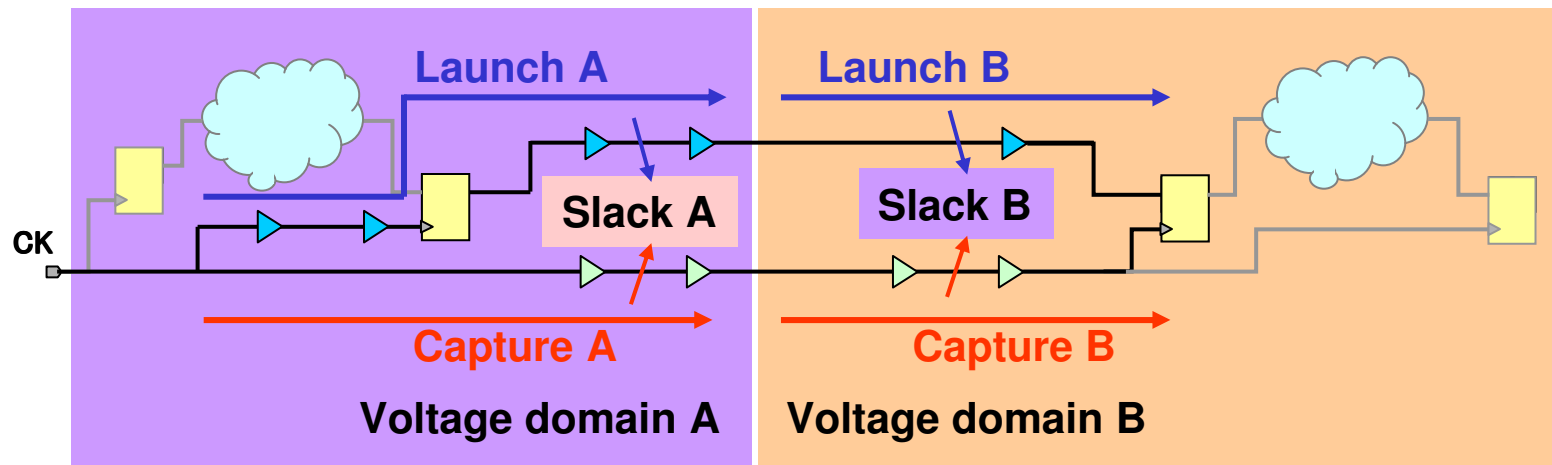 Launch A
Launch B
Slack A
Slack B
CK
Capture A
Capture B
Voltage domain A
Voltage domain B